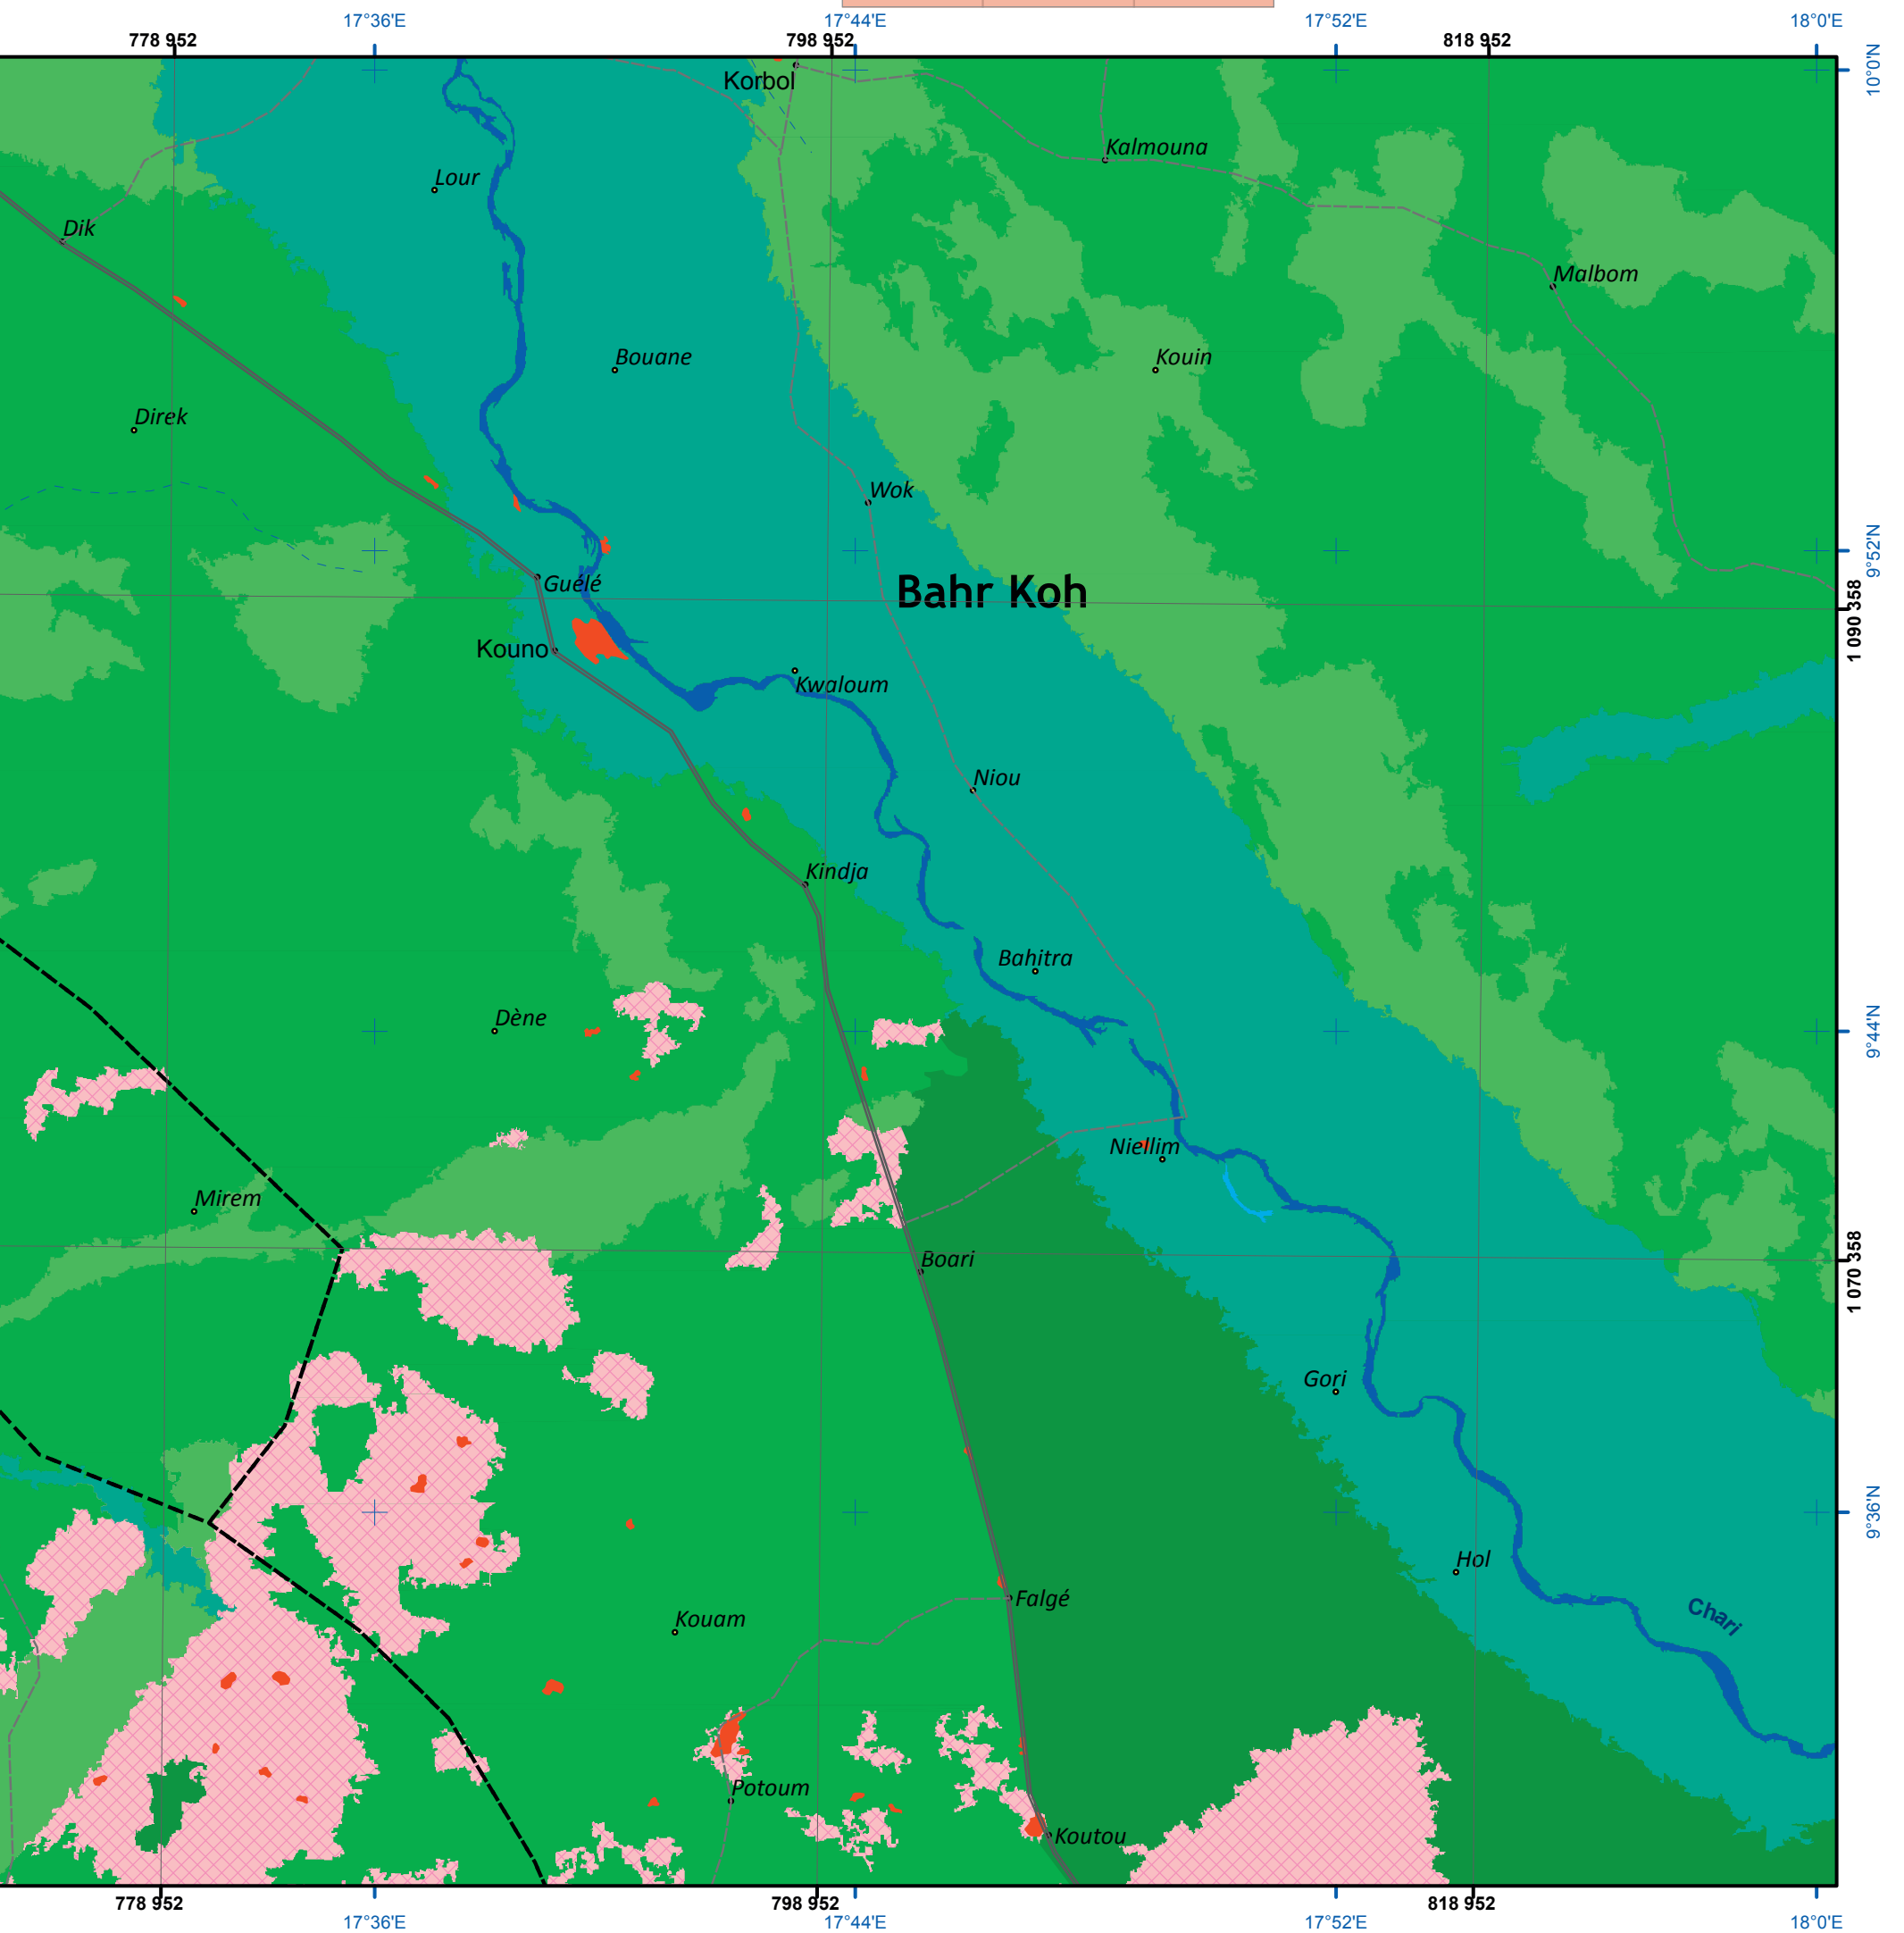 17°36'E
17°44'E
17°52'E
18°0'E
778 952
798 952
818 952
10°0'N
Korbol
Kalmouna
Lour
Dik
Malbom
Bouane
Kouin
Direk
Wok
9°52'N
Guélé
Bahr Koh
1 090 358
Kouno
Kwaloum
Niou
Kindja
Bahitra
Dène
9°44'N
Niellim
Mirem
Boari
1 070 358
Gori
9°36'N
Hol
Falgé
Chari
Kouam
Potoum
Koutou
778 952
798 952
818 952
17°36'E
17°44'E
17°52'E
18°0'E